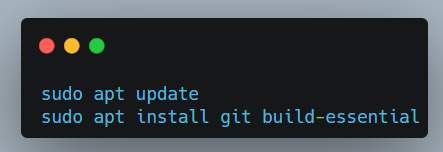 sudo apt update
sudo apt install git build-essential